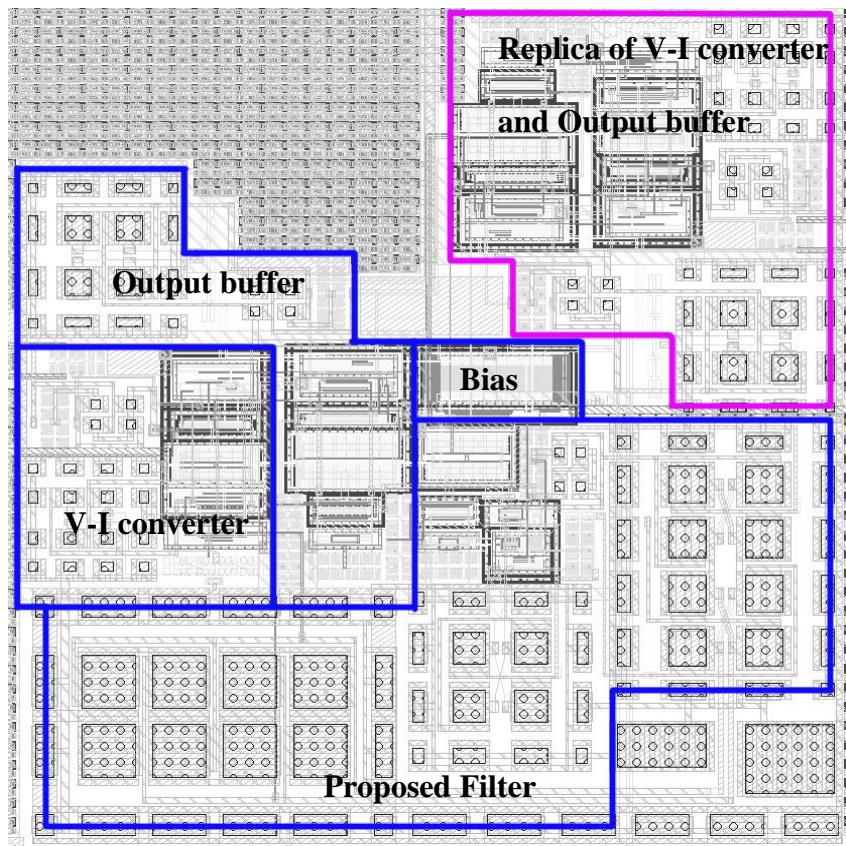 Replica of V-I converter
and Output buffer
Output buffer
Bias
V-I converter
Proposed Filter